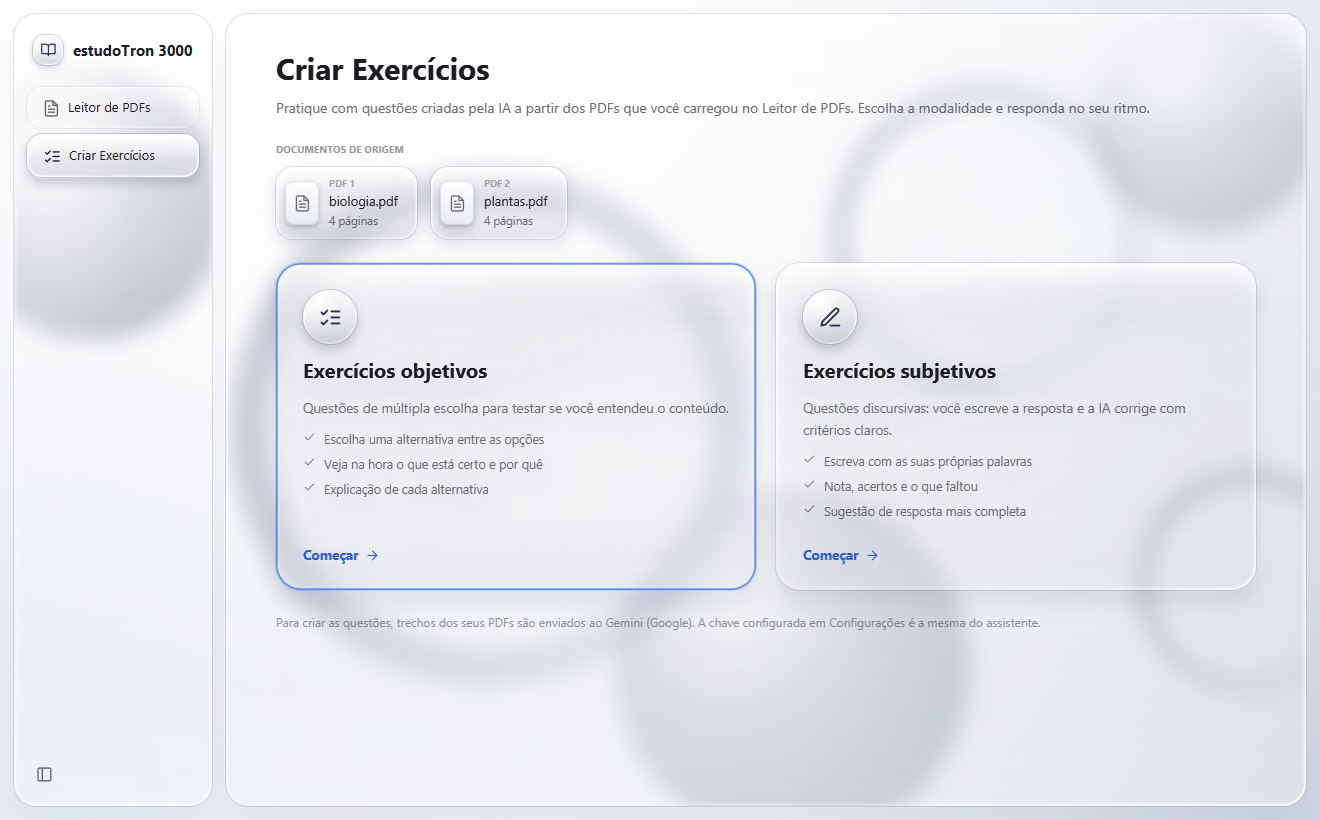 estudoTron 3000
Leitor de PDFs
Criar Exercícios
Criar Exercícios
Pratique com questões criadas pela IA a partir dos PDFs que você carregou no Leitor de PDFs. Escolha a modalidade e responda no seu ritmo.
DOCUMENTOS DE ORIGEM
PDF 1
biologia.pdf
4 páginas
PDF 2
plantas.pdf
4 páginas
Exercícios objetivos
Questões de múltipla escolha para testar se você entendeu o conteúdo.
Escolha uma alternativa entre as opções
Veja na hora o que está certo e por quê
Explicação de cada alternativa
Começar
Exercícios subjetivos
Questões discursivas: você escreve a resposta e a IA corrige com
critérios claros.
Escreva com as suas próprias palavras
Nota, acertos e o que faltou
Sugestão de resposta mais completa
Começar
Para criar as questões, trechos dos seus PDFs são enviados ao Gemini (Google). A chave configurada em Configurações é a mesma do assistente.